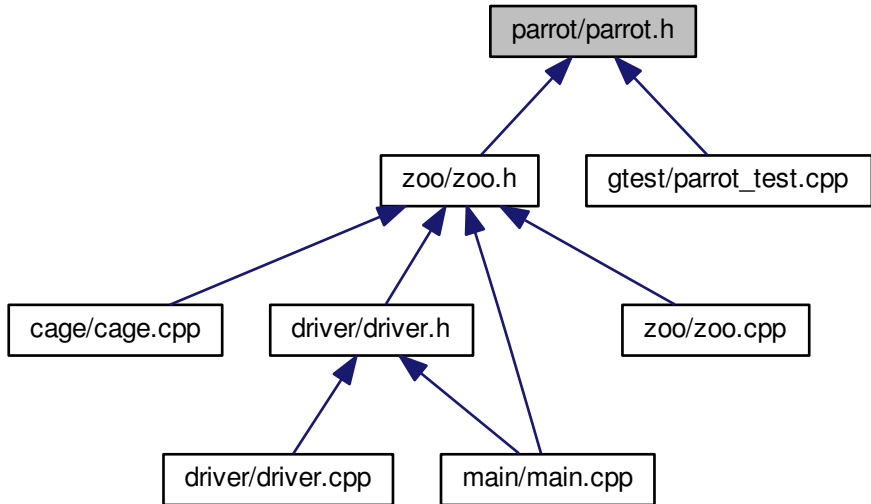 parrot/parrot.h
zoo/zoo.h
gtest/parrot_test.cpp
cage/cage.cpp
driver/driver.h
zoo/zoo.cpp
driver/driver.cpp
main/main.cpp